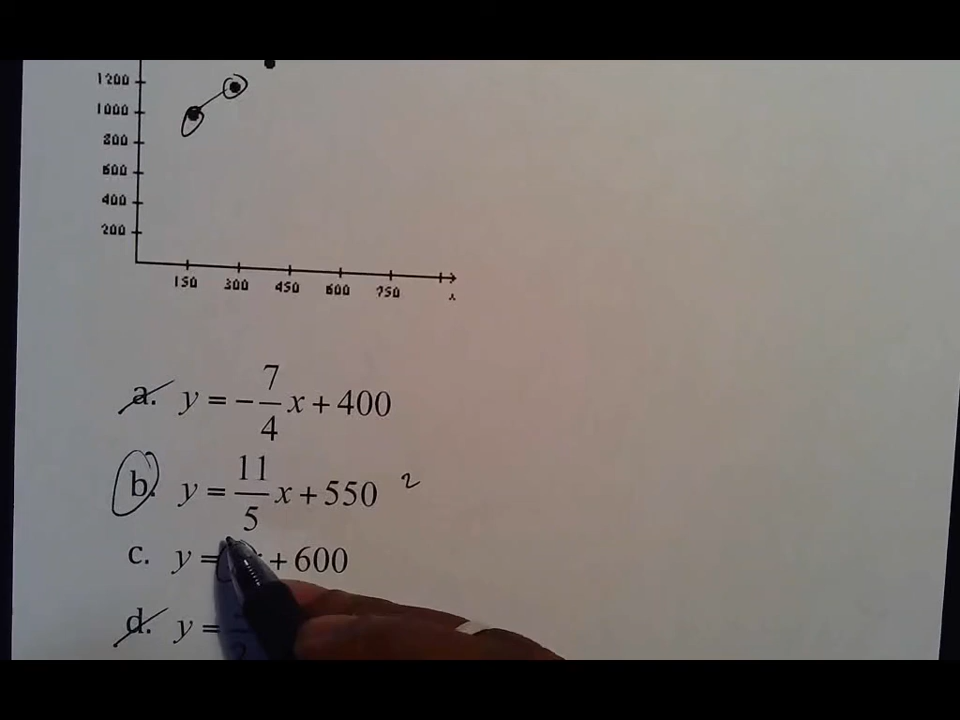 1200
1000
800
600
400
200
150 300 450 600 750
x
a. y = -7/4 x + 400
b. y = 11/5 x + 550 2
c. y = + 600
d. y =